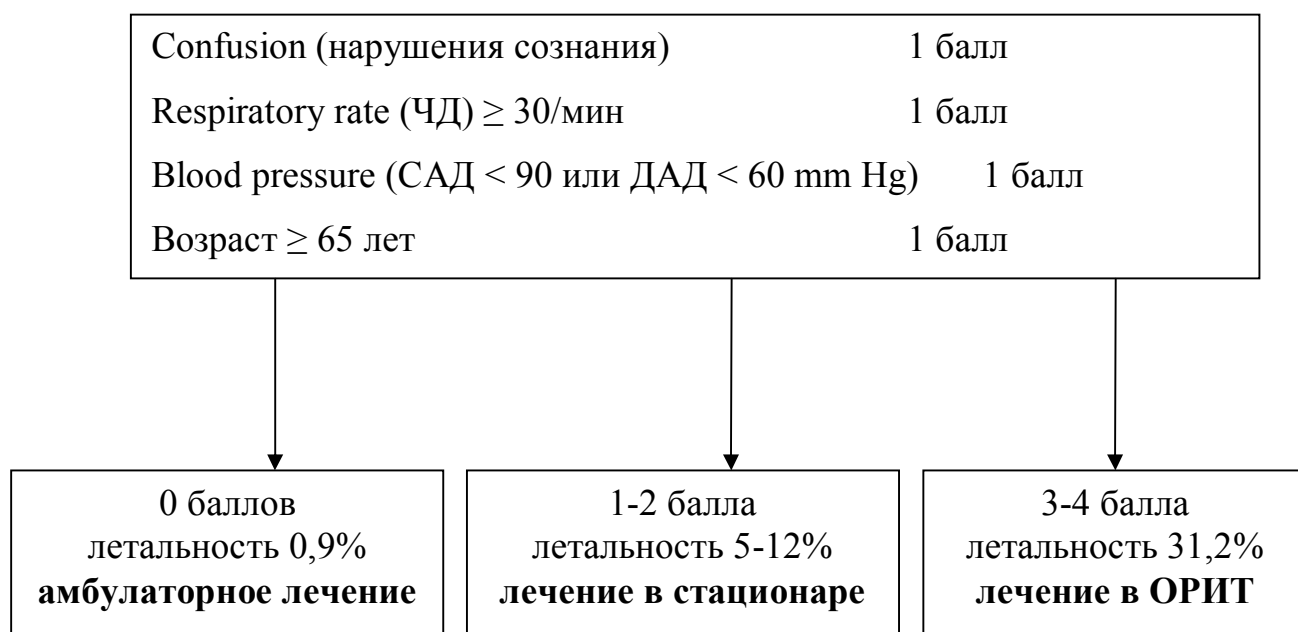 Confusion (нарушения сознания) 1 балл
Respiratory rate (ЧД) ≥ 30/мин 1 балл
Blood pressure (САД < 90 или ДАД < 60 mm Hg) 1 балл
Возраст ≥ 65 лет 1 балл
0 баллов
летальность 0,9%
амбулаторное лечение
1-2 балла
летальность 5-12%
лечение в стационаре
3-4 балла
летальность 31,2%
лечение в ОРИТ